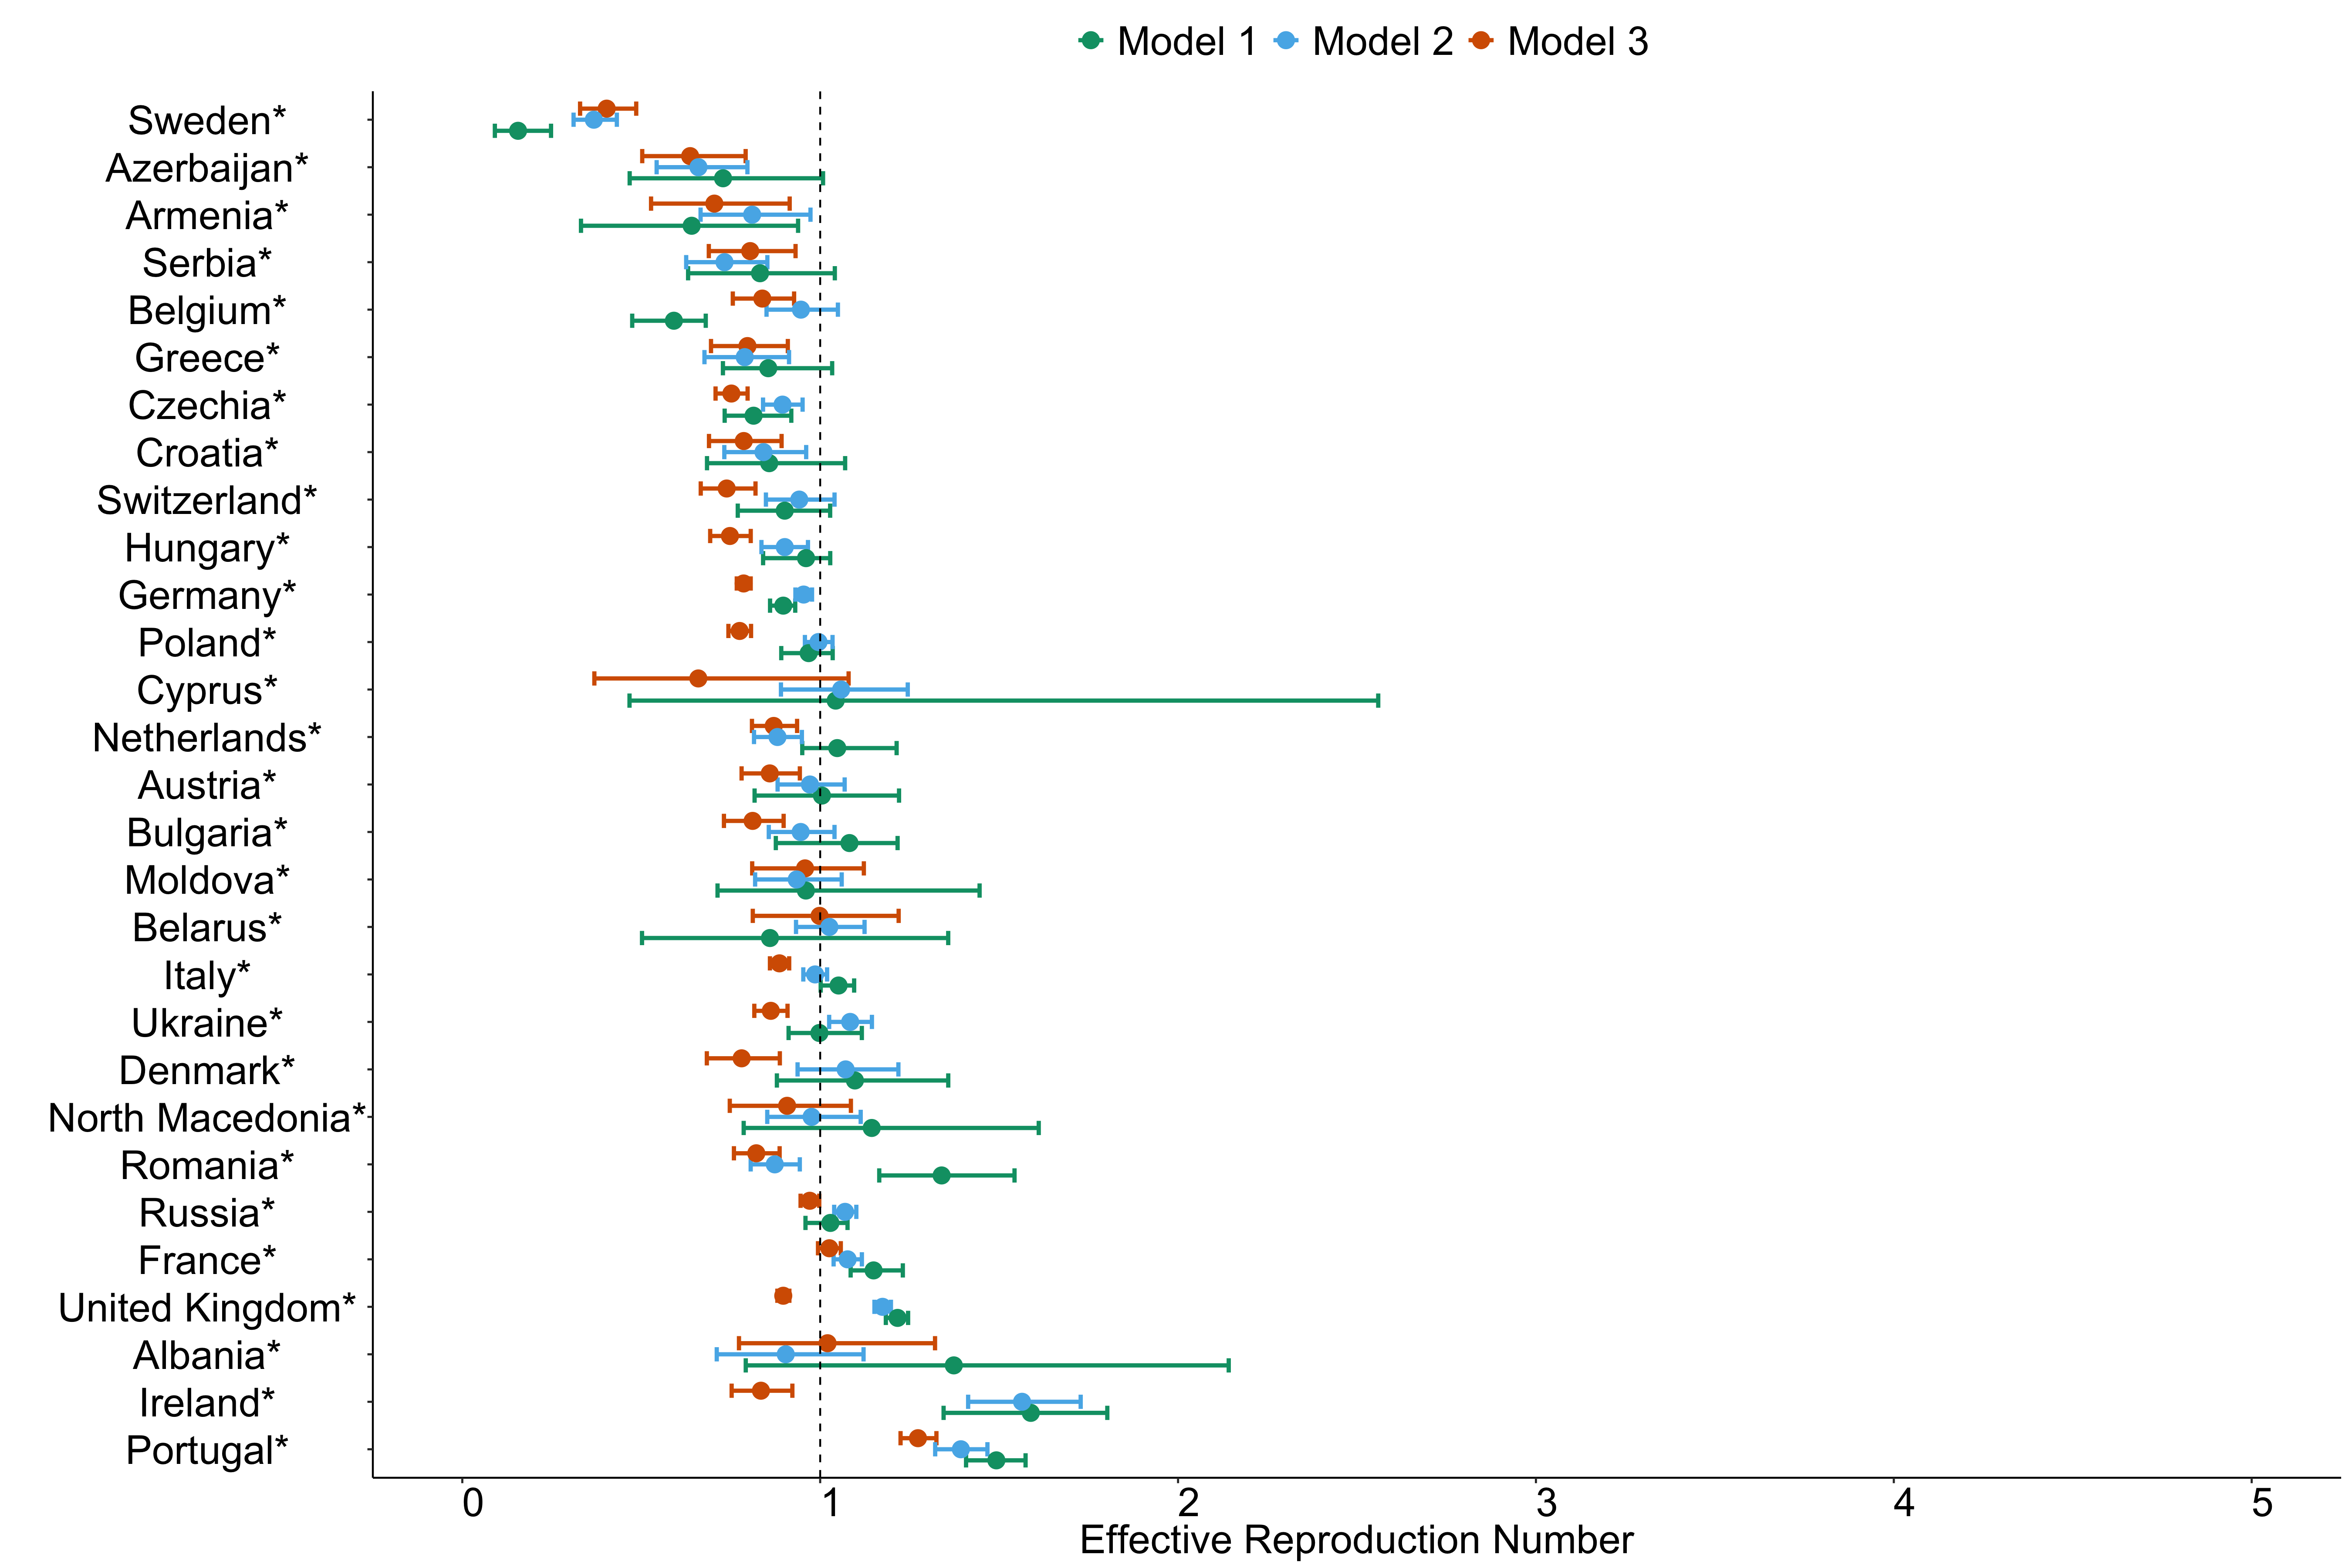 Model 1 Model 2 Model 3
Sweden*
Azerbaijan*
Armenia*
Serbia*
Belgium*
Greece*
Czechia*
Croatia*
Switzerland*
Hungary*
Germany*
Poland*
Cyprus*
Netherlands*
Austria*
Bulgaria*
Moldova*
Belarus*
Italy*
Ukraine*
Denmark*
North Macedonia*
Romania*
Russia*
France*
United Kingdom*
Albania*
Ireland*
Portugal*
0 1 2 3 4 5
Effective Reproduction Number